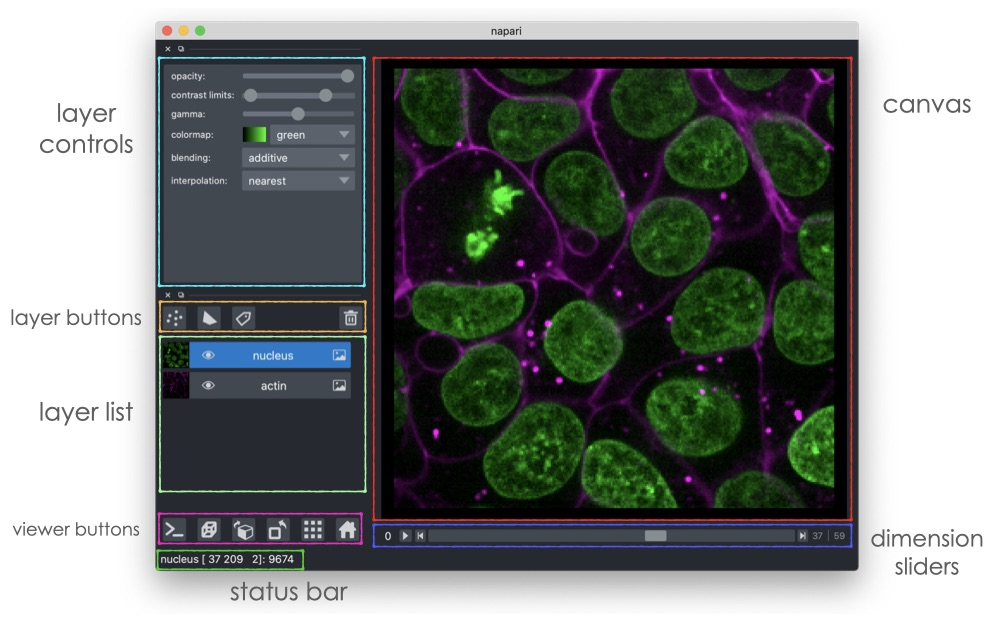 napari
layer
controls
opacity:
contrast limits:
gamma:
colormap: green
blending: additive
interpolation: nearest
canvas
layer buttons
nucleus
actin
layer list
viewer buttons
0 37 59
dimension
sliders
nucleus [ 37 209 2]: 9674
status bar